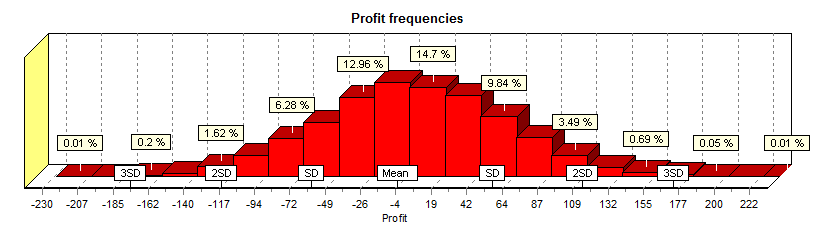 Profit frequencies
0.01 % 0.2 % 1.62 % 6.28 % 12.96 % 14.7 % 9.84 % 3.49 % 0.69 % 0.05 % 0.01 %
3SD 2SD SD Mean SD 2SD 3SD
-230 -207 -185 -162 -140 -117 -94 -72 -49 -26 -4 19 42 64 87 109 132 155 177 200 222
Profit